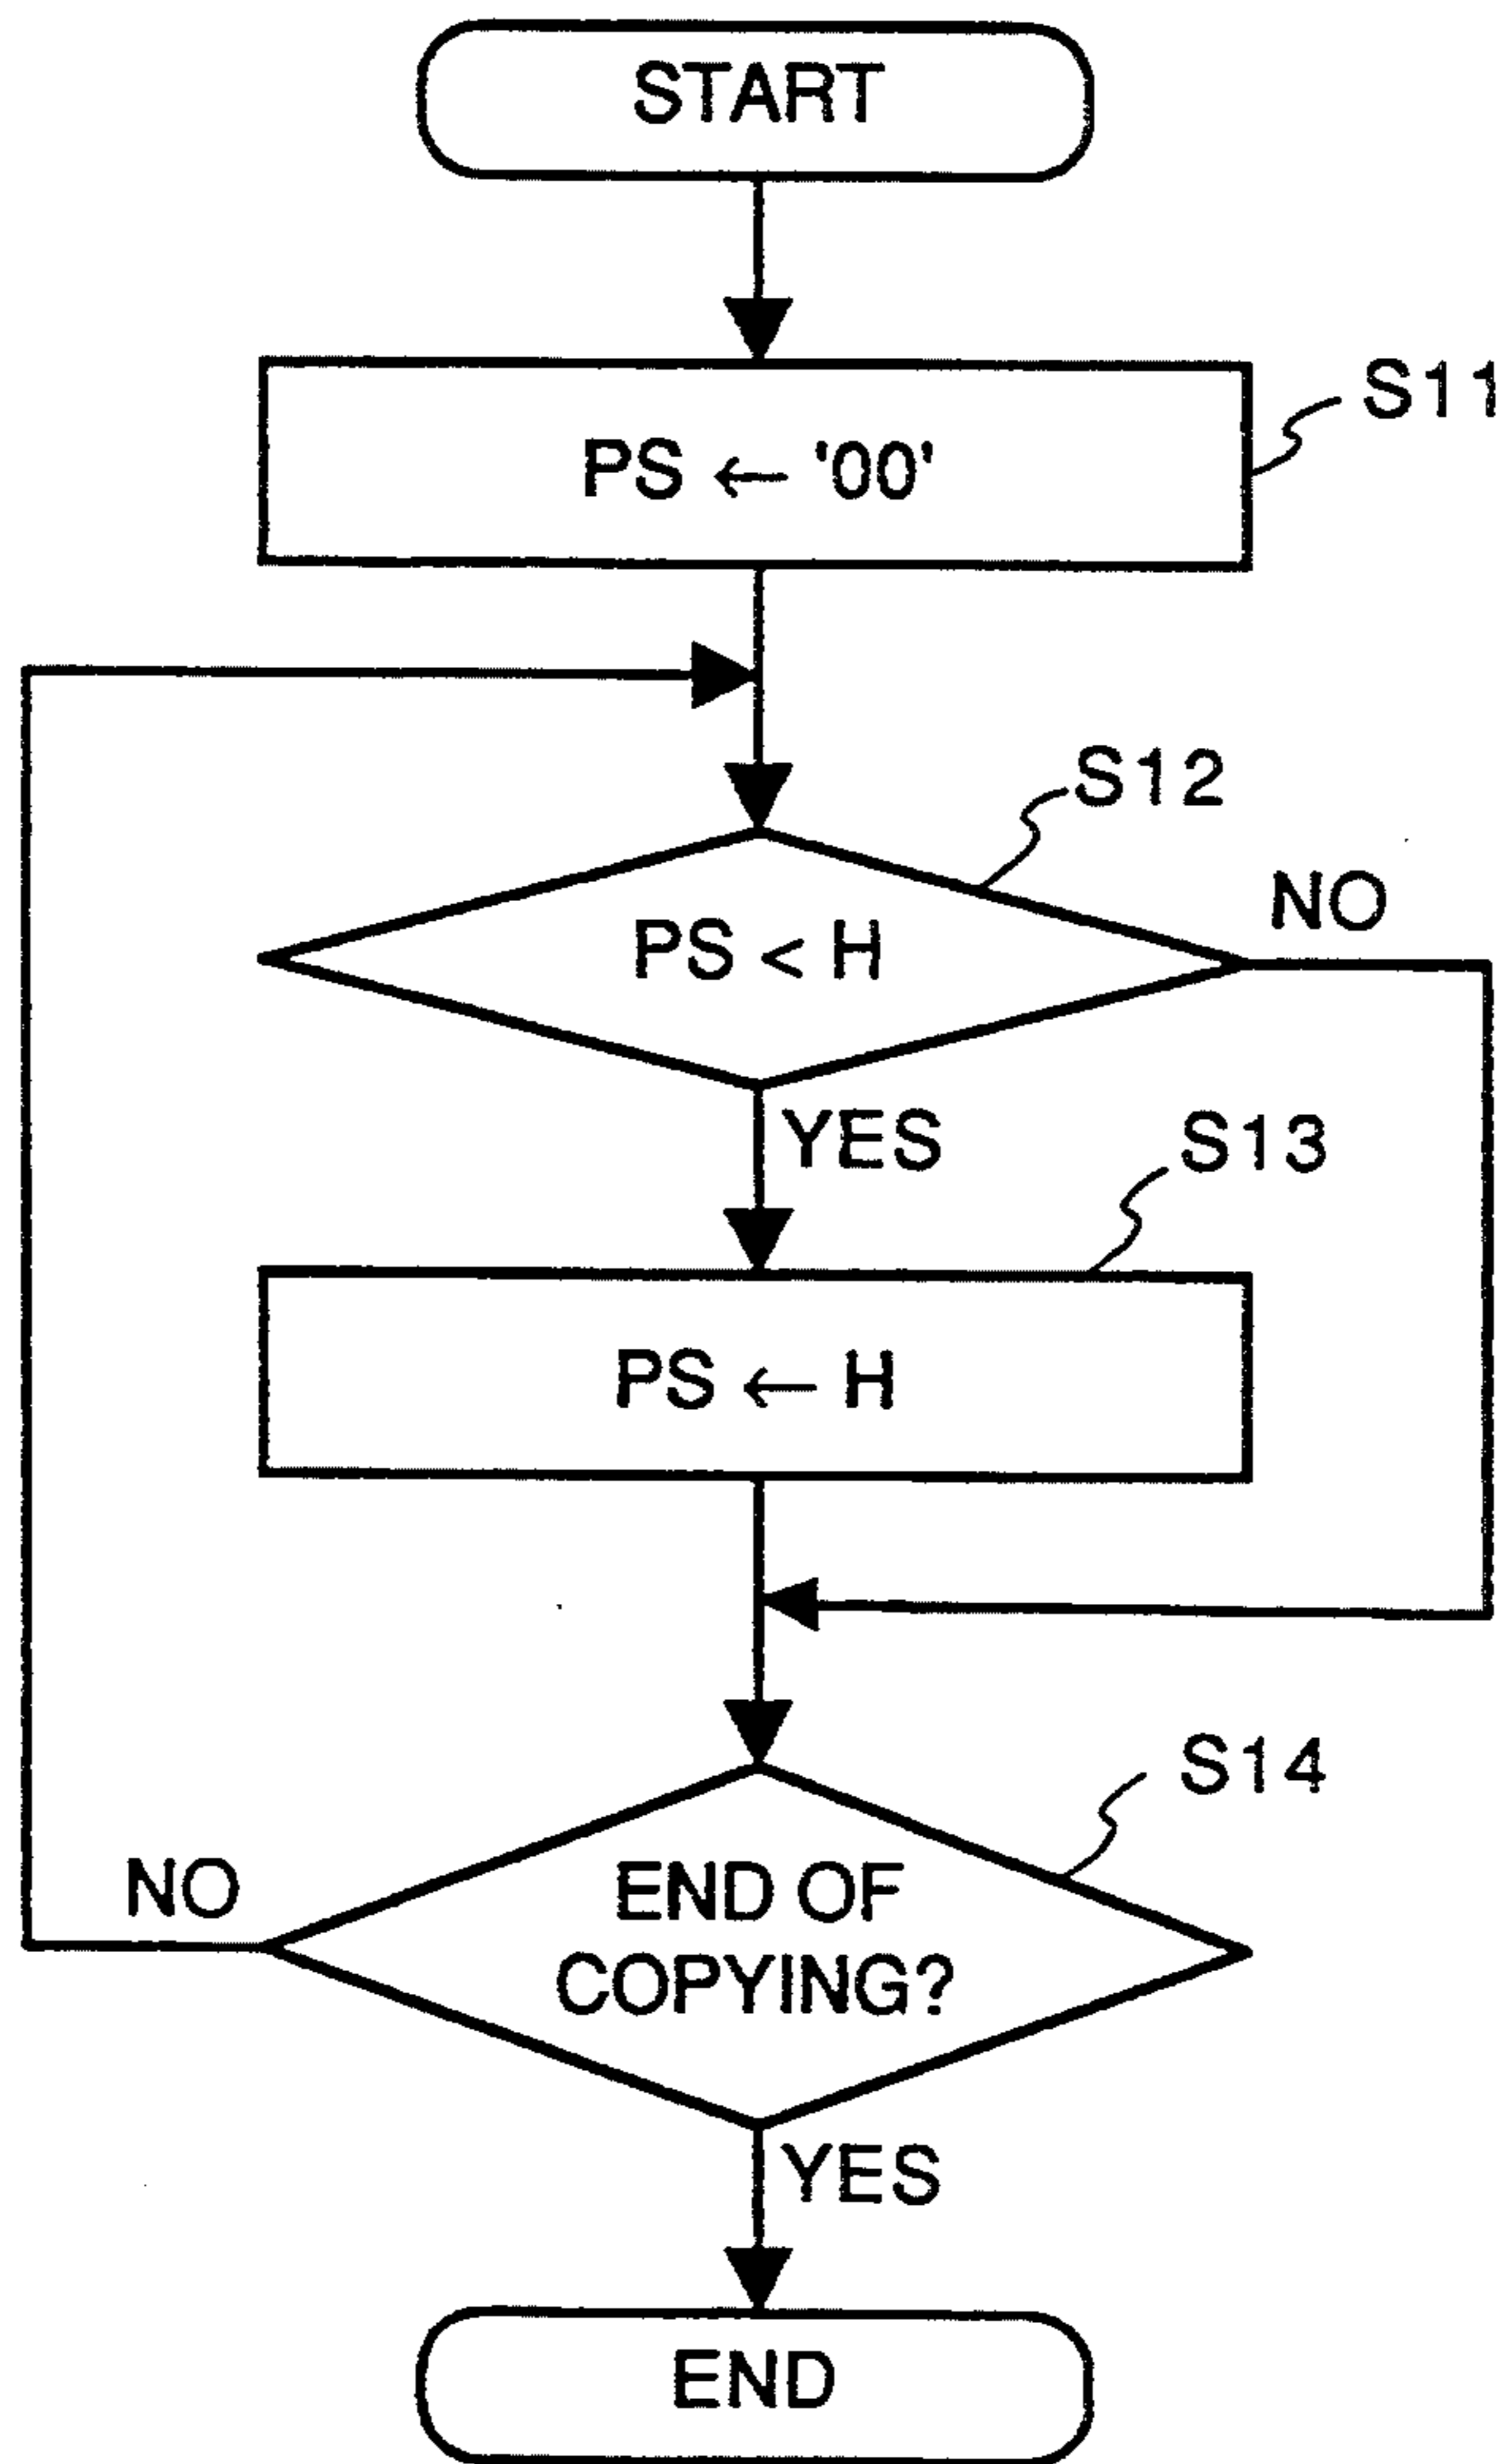 START
S11
PS ← '00'
S12
NO
PS < H
YES
S13
PS ← H
S14
NO
END OF
COPYING?
YES
END